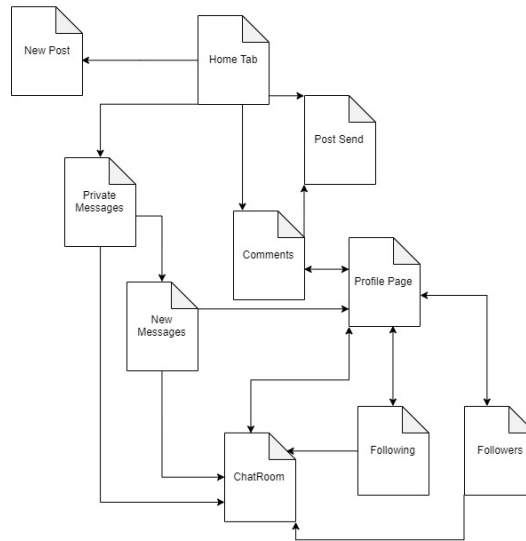 New Post
Home Tab
Post Send
Private
Messages
Comments
Profile Page
New
Messages
Following
Followers
ChatRoom